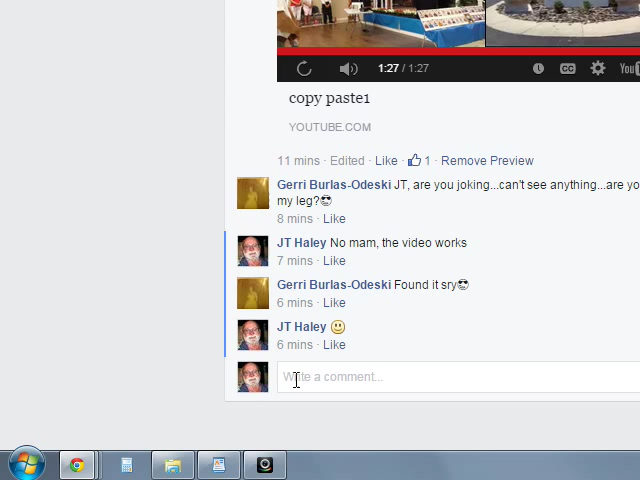 1:27 / 1:27
CC
You
copy paste1
YOUTUBE.COM
11 mins · Edited · Like · 1 · Remove Preview
Gerri Burlas-Odeski JT, are you joking...can't see anything...are yo
my leg?
8 mins · Like
JT Haley No mam, the video works
7 mins · Like
Gerri Burlas-Odeski Found it sry
6 mins · Like
JT Haley
6 mins · Like
Write a comment...